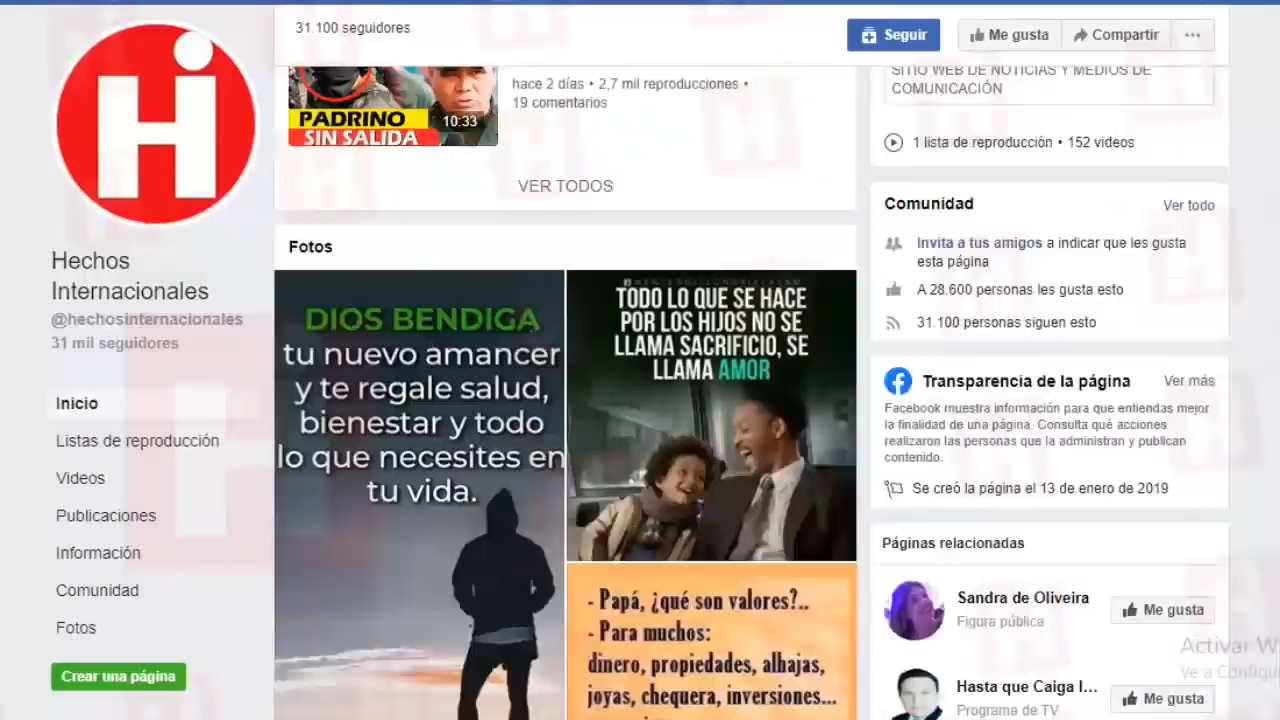 31.100 seguidores
Seguir
Me gusta
Compartir
Hi
Hechos
Internacionales
@hechosinternacionales
31 mil seguidores
Inicio
Listas de reproducción
Videos
Publicaciones
Información
Comunidad
Fotos
Crear una página
PADRINO
SIN SALIDA
10:33
hace 2 días • 2,7 mil reproducciones •
19 comentarios
VER TODOS
Fotos
DIOS BENDIGA
tu nuevo amancer
y te regale salud,
bienestar y todo
lo que necesites en
tu vida.
TODO LO QUE SE HACE
POR LOS HIJOS NO SE
LLAMA SACRIFICIO, SE
LLAMA AMOR
- Papá, ¿qué son valores?..
- Para muchos:
dinero, propiedades, alhajas,
joyas, chequera, inversiones...
SITIO WEB DE NOTICIAS Y MEDIOS DE
COMUNICACIÓN
1 lista de reproducción • 152 videos
Comunidad
Ver todo
Invita a tus amigos a indicar que les gusta
esta página
A 28.600 personas les gusta esto
31.100 personas siguen esto
Transparencia de la página
Ver más
Facebook muestra información para que entiendas mejor
la finalidad de una página. Consulta qué acciones
realizaron las personas que la administran y publican
contenido.
Se creó la página el 13 de enero de 2019
Páginas relacionadas
Sandra de Oliveira
Figura pública
Me gusta
Hasta que Caiga l...
Programa de TV
Me gusta
Activar W
Ve a Configu